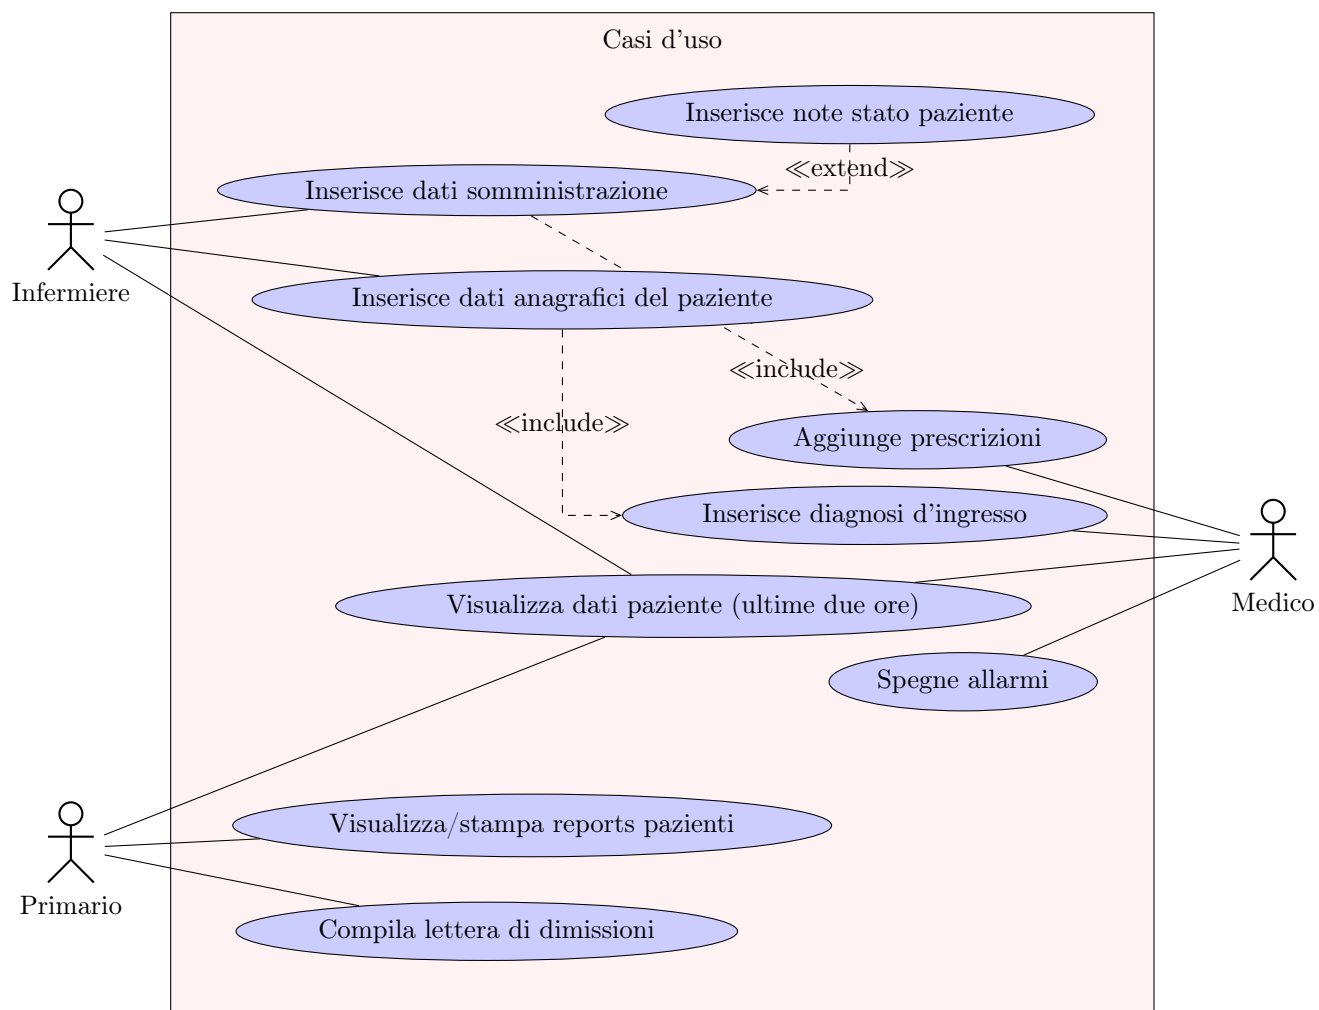 Casi d'uso
Inserisce note stato paziente
≪extend≫
Inserisce dati somministrazione
Infermiere
Inserisce dati anagrafici del paziente
≪include≫
≪include≫
Aggiunge prescrizioni
Inserisce diagnosi d'ingresso
Medico
Visualizza dati paziente (ultime due ore)
Spegne allarmi
Visualizza/stampa reports pazienti
Primario
Compila lettera di dimissioni